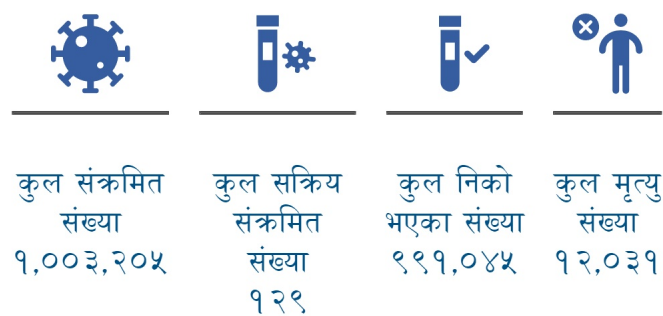 कुल संक्रमित
संख्या
१,००३,२०५
कुल सक्रिय
संक्रमित
संख्या
१२९
कुल निको
भएका संख्या
९९१,०४५
कुल मृत्यु
संख्या
१२,०३१